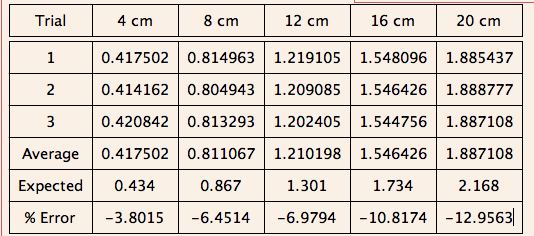 Trial 4 cm 8 cm 12 cm 16 cm 20 cm
1 0.417502 0.814963 1.219105 1.548096 1.885437
2 0.414162 0.804943 1.209085 1.546426 1.888777
3 0.420842 0.813293 1.202405 1.544756 1.887108
Average 0.417502 0.811067 1.210198 1.546426 1.887108
Expected 0.434 0.867 1.301 1.734 2.168
% Error −3.8015 −6.4514 −6.9794 −10.8174 −12.9563